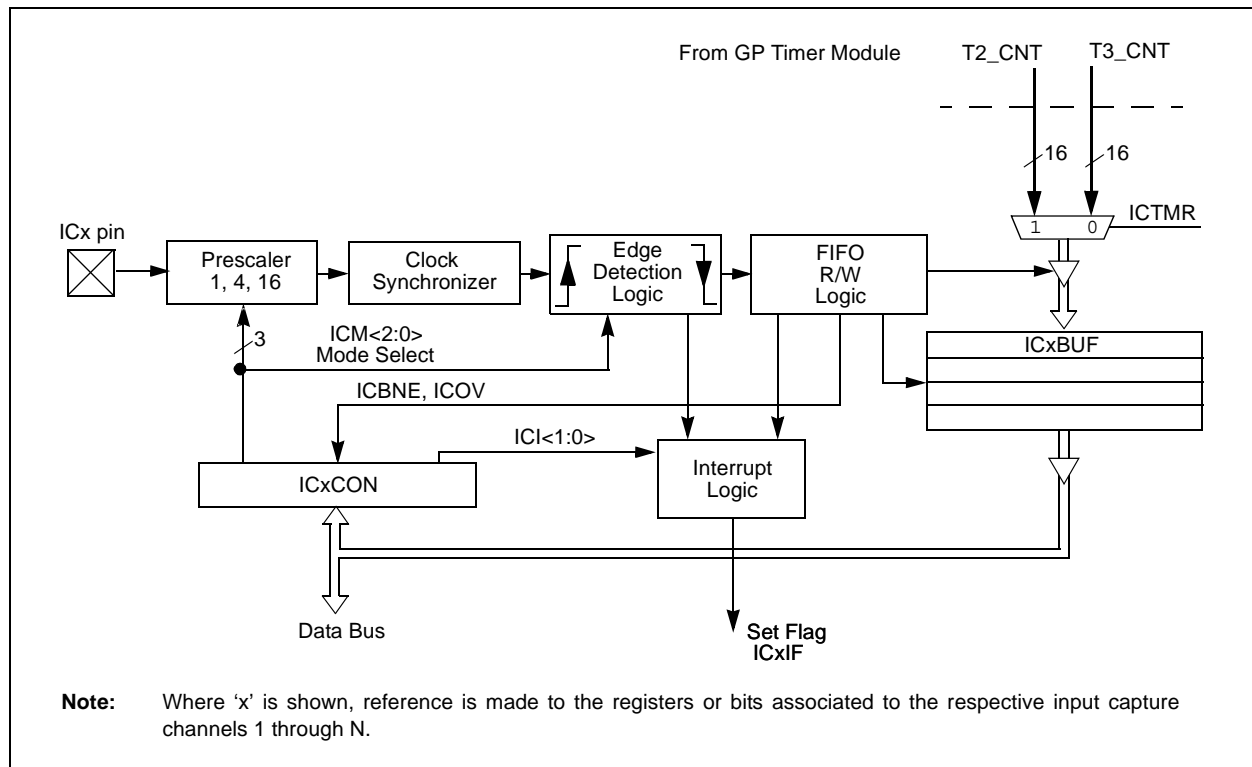 From GP Timer Module
T2_CNT
T3_CNT
16
16
1
0
ICTMR
ICx pin
Prescaler
1, 4, 16
Clock
Synchronizer
Edge
Detection
Logic
FIFO
R/W
Logic
3
ICM<2:0>
Mode Select
ICxBUF
ICBNE, ICOV
ICI<1:0>
ICxCON
Interrupt
Logic
Data Bus
Set Flag
ICxIF
Note: Where ‘x’ is shown, reference is made to the registers or bits associated to the respective input capture
channels 1 through N.